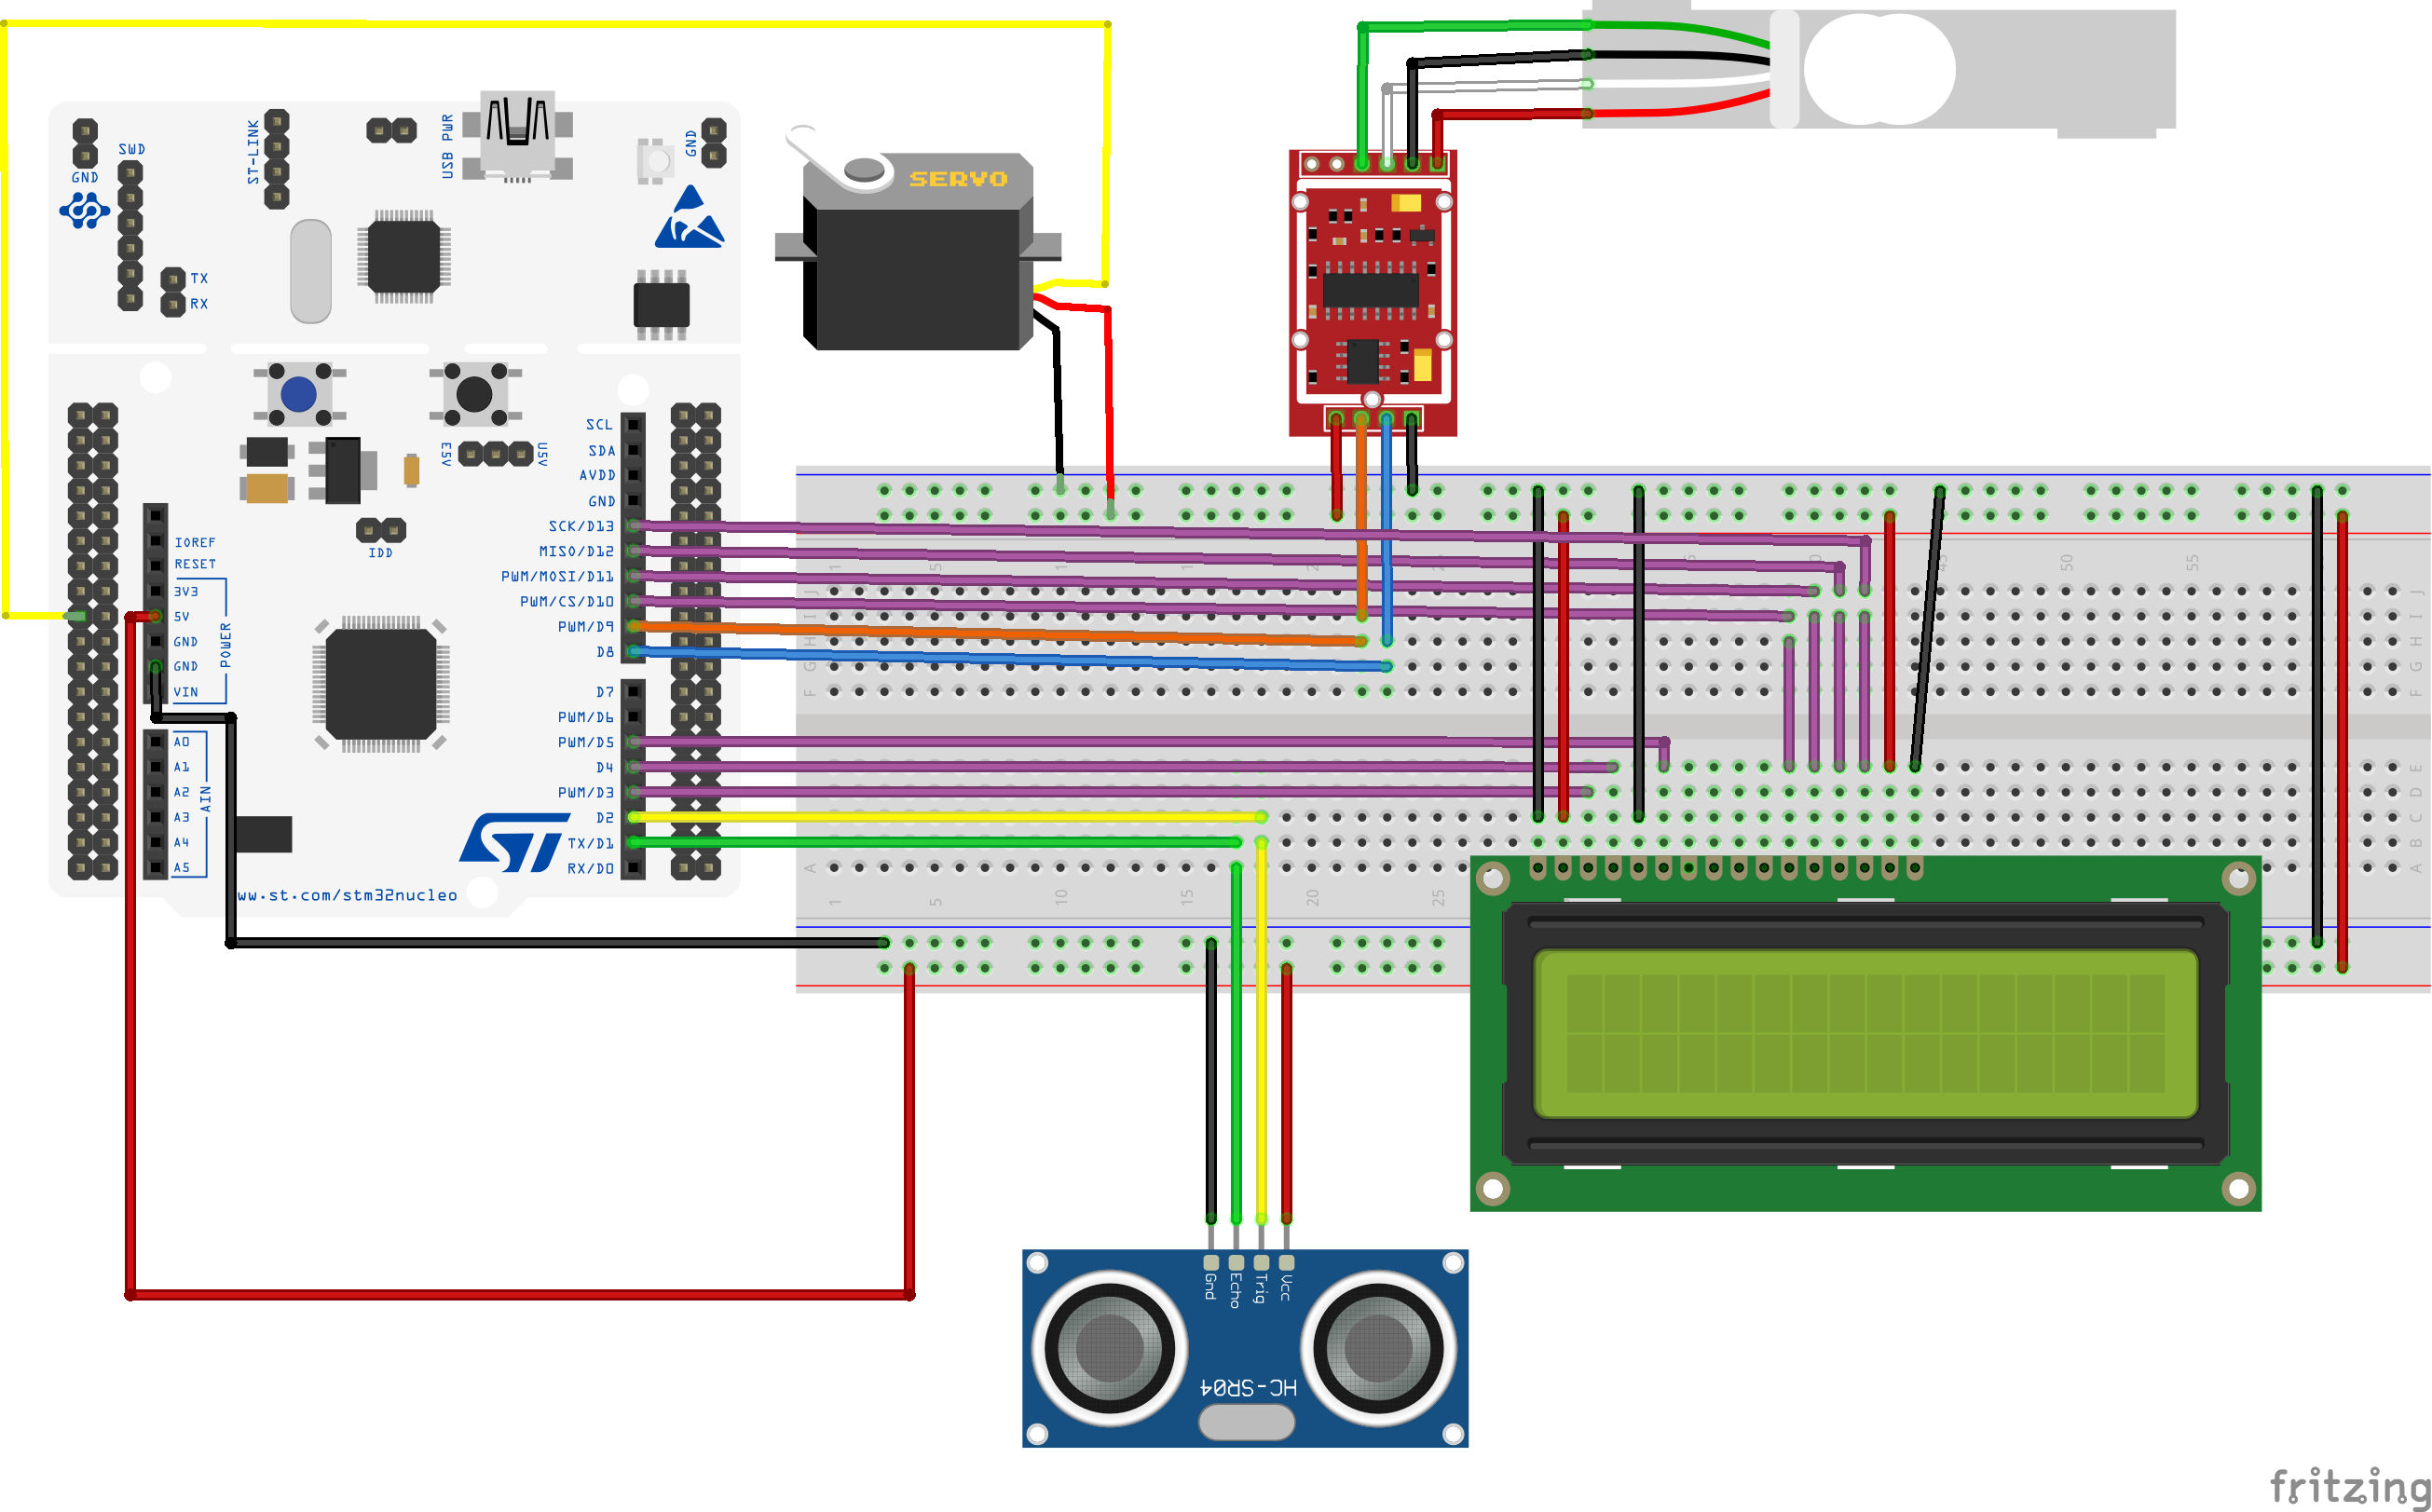 SWD
GND
ST-LINK
USB PWR
GND
TX
RX
SERVO
E5V
U5V
IDD
IOREF
RESET
3V3
5V
GND
GND
VIN
POWER
A0
A1
A2
A3
A4
A5
AIN
SCL
SDA
AVDD
GND
SCK/D13
MISO/D12
PWM/MOSI/D11
PWM/CS/D10
PWM/D9
D8
D7
PWM/D6
PWM/D5
D4
PWM/D3
D2
TX/D1
RX/D0
ST
ww.st.com/stm32nucleo
1 5 50 55
J J
I I
H H
G G
F F
E
D
C
B
A A
1 5 10 15 20 25
Gnd
Echo
Trig
Vcc
HC-SR04
fritzing